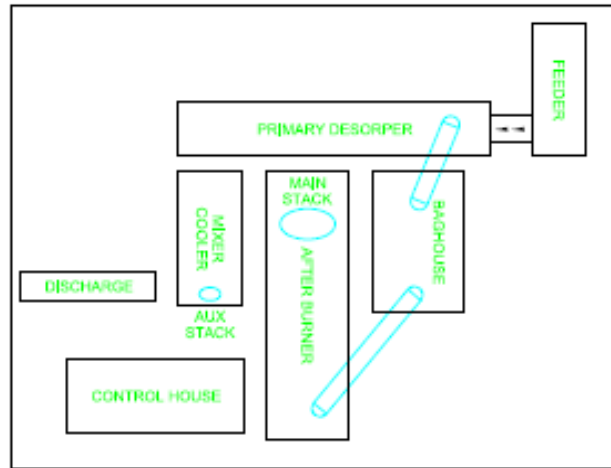 FEEDER
PRIMARY DESORPER
MAIN
STACK
MIXER
COOLER
BAGHOUSE
AFTER BURNER
DISCHARGE
AUX
STACK
CONTROL HOUSE